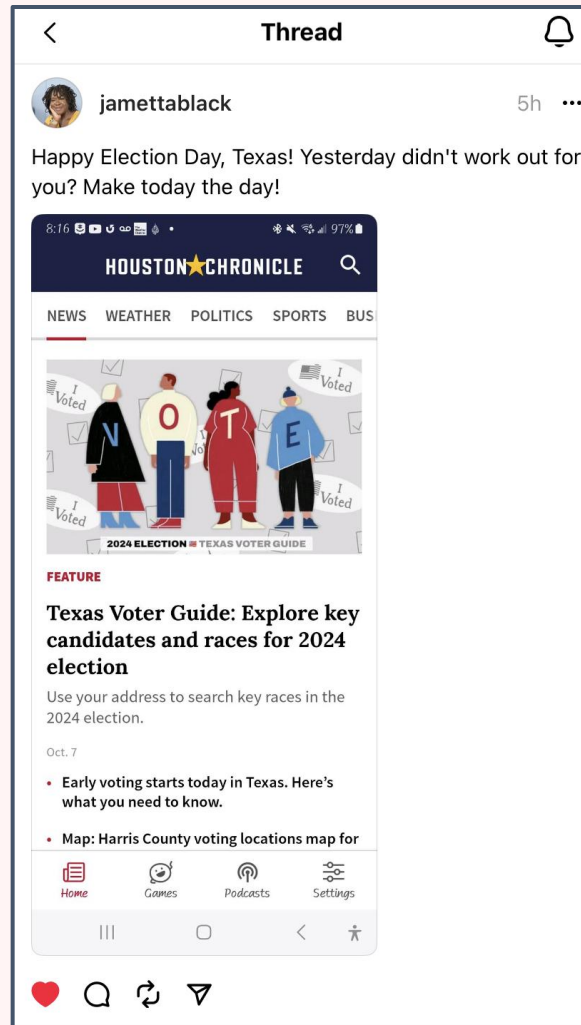 Thread
jamettablack
5h
Happy Election Day, Texas! Yesterday didn't work out for
you? Make today the day!
8:16
97%
HOUSTON CHRONICLE
NEWS WEATHER POLITICS SPORTS BUS
I Voted
I Voted
V O T E
I Voted
I Voted
2024 ELECTION TEXAS VOTER GUIDE
FEATURE
Texas Voter Guide: Explore key
candidates and races for 2024
election
Use your address to search key races in the
2024 election.
Oct. 7
• Early voting starts today in Texas. Here's
what you need to know.
• Map: Harris County voting locations map for
Home Games Podcasts Settings